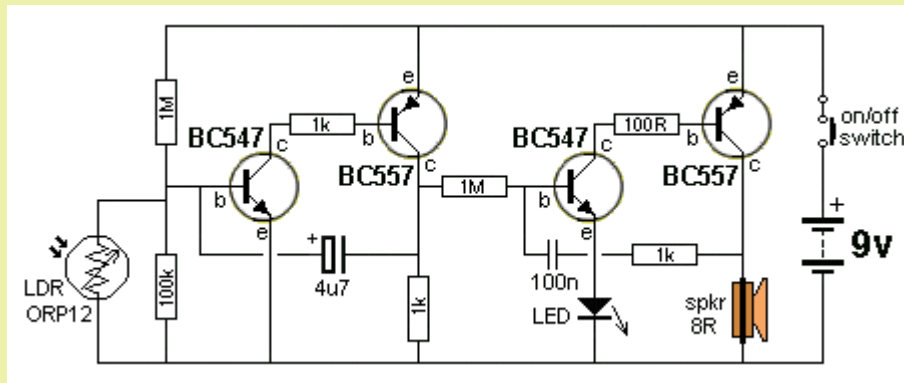 e
BC547
1k
b
c
1M
b
c
BC557
e
LDR
ORP12
100k
+
4u7
1k
1M
BC547
100R
e
b
c
b
c
BC557
e
100n
1k
LED
spkr
8R
on/off
switch
+
9v